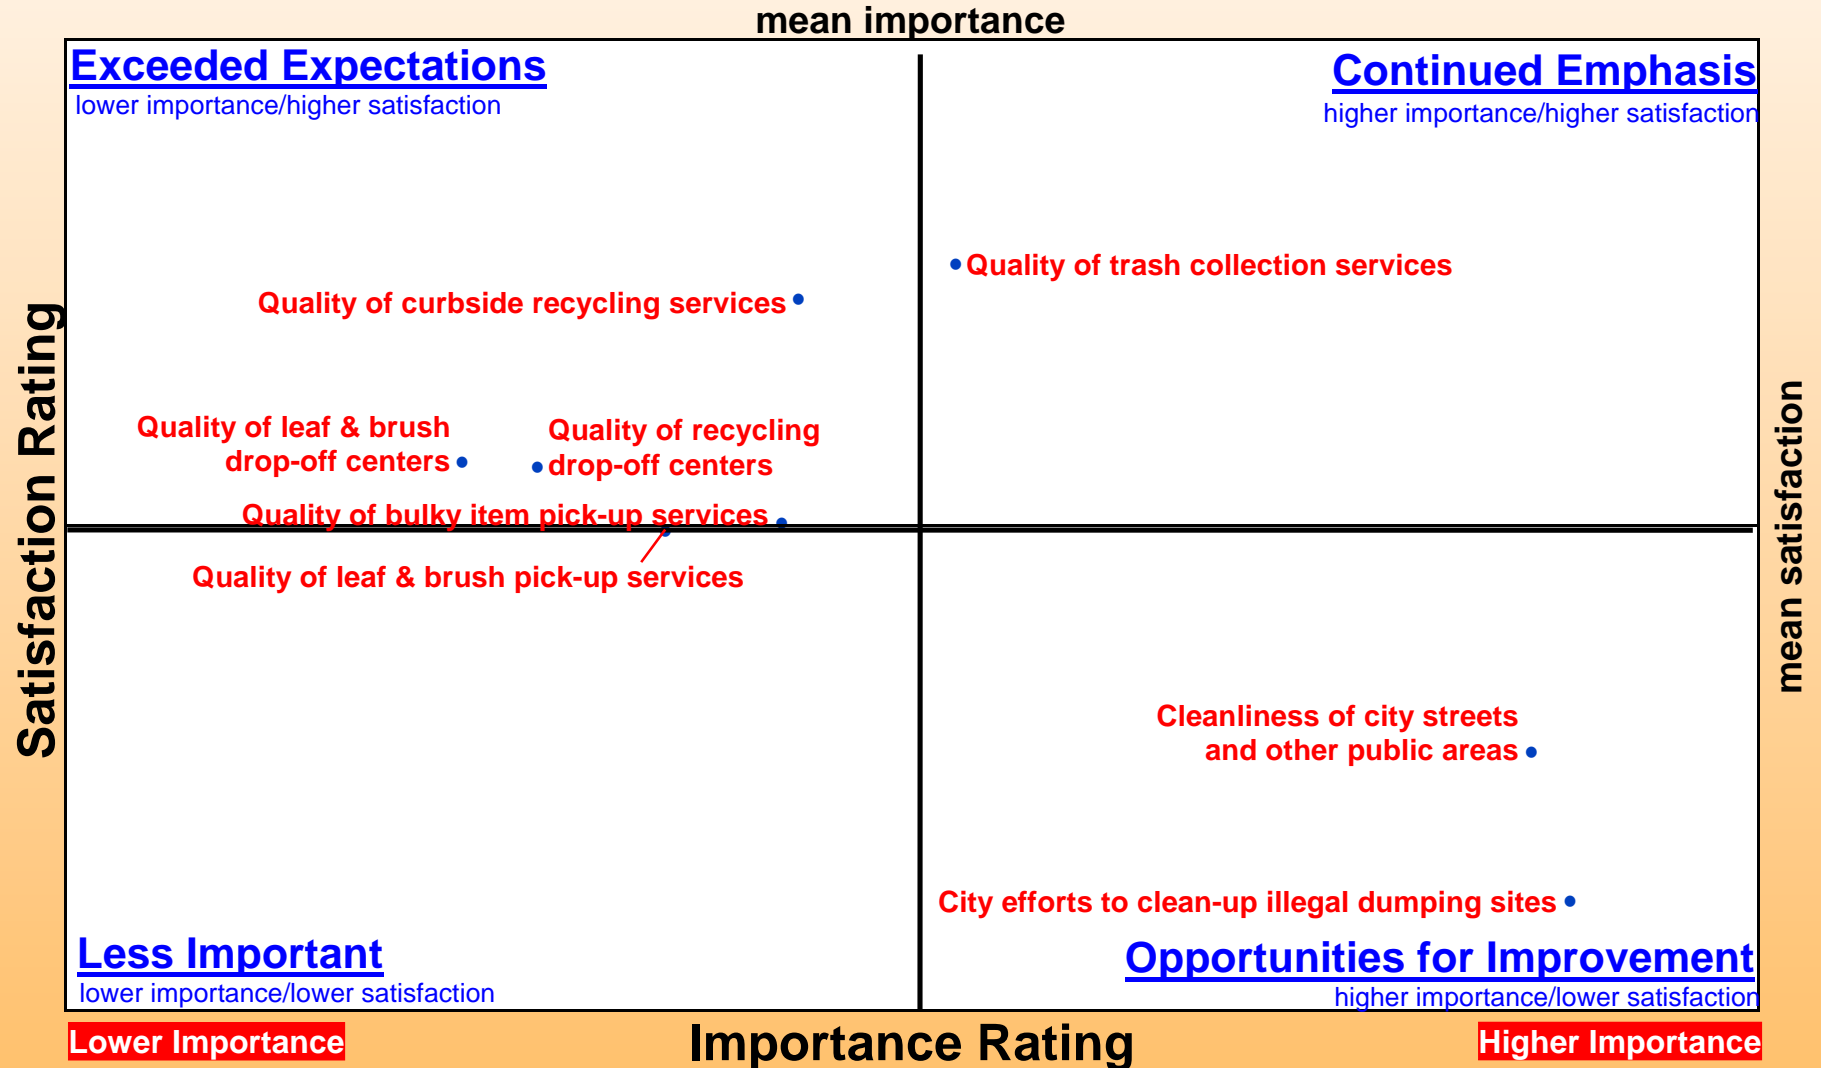 mean importance
Exceeded Expectations
lower importance/higher satisfaction
Continued Emphasis
higher importance/higher satisfaction
Quality of trash collection services
Quality of curbside recycling services
Quality of leaf & brush
drop-off centers
Quality of recycling
drop-off centers
Quality of bulky item pick-up services
Quality of leaf & brush pick-up services
Satisfaction Rating
mean satisfaction
Cleanliness of city streets
and other public areas
City efforts to clean-up illegal dumping sites
Less Important
lower importance/lower satisfaction
Opportunities for Improvement
higher importance/lower satisfaction
Lower Importance
Importance Rating
Higher Importance